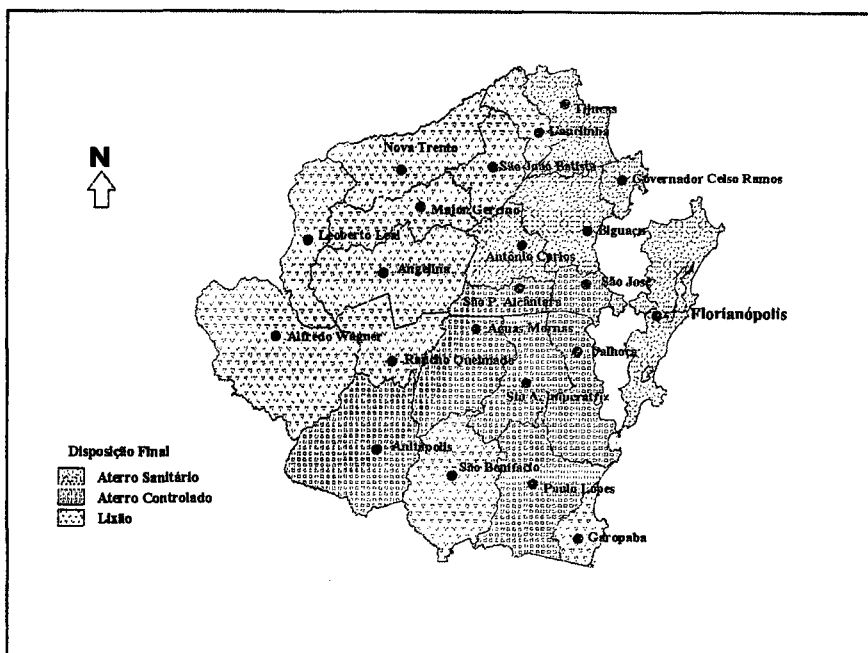 N
Tijucas
Canelinha
Nova Trento
São João Batista
Governador Celso Ramos
Major Gercino
Leoberto Leal
Biguaçu
Antônio Carlos
Angelina
São José
São P. Alcântara
Florianópolis
Águas Mornas
Alfredo Wagner
Palhoça
Rancho Queimado
Sto A. Imperatriz
Anitápolis
São Bonifácio
Paulo Lopes
Garopaba
Disposição Final
Aterro Sanitário
Aterro Controlado
Lixão